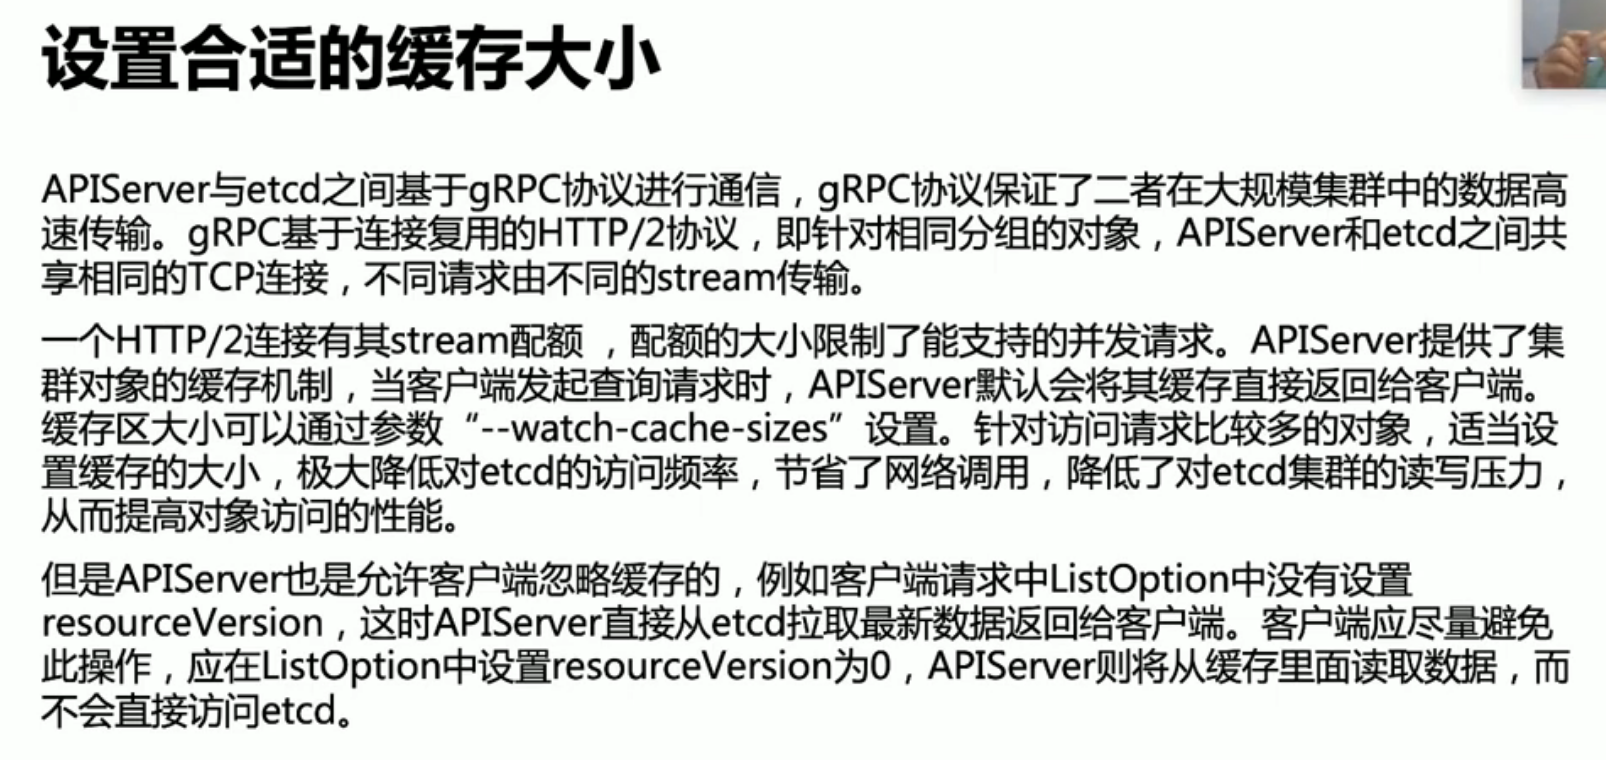 设置合适的缓存大小
APIServer与etcd之间基于gRPC协议进行通信，gRPC协议保证了二者在大规模集群中的数据高
速传输。gRPC基于连接复用的HTTP/2协议，即针对相同分组的对象，APIServer和etcd之间共
享相同的TCP连接，不同请求由不同的stream传输。
一个HTTP/2连接有其stream配额 ，配额的大小限制了能支持的并发请求。APIServer提供了集
群对象的缓存机制，当客户端发起查询请求时，APIServer默认会将其缓存直接返回给客户端。
缓存区大小可以通过参数“--watch-cache-sizes”设置。针对访问请求比较多的对象，适当设
置缓存的大小，极大降低对etcd的访问频率，节省了网络调用，降低了对etcd集群的读写压力，
从而提高对象访问的性能。
但是APIServer也是允许客户端忽略缓存的，例如客户端请求中ListOption中没有设置
resourceVersion，这时APIServer直接从etcd拉取最新数据返回给客户端。客户端应尽量避免
此操作，应在ListOption中设置resourceVersion为0，APIServer则将从缓存里面读取数据，而
不会直接访问etcd。